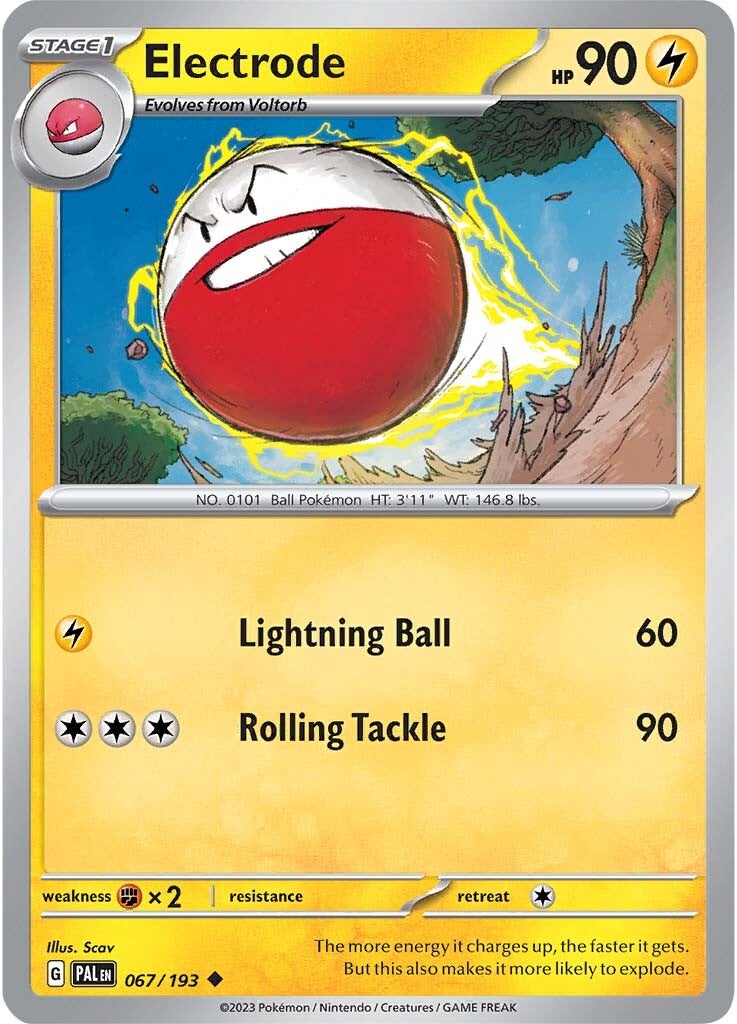 STAGE1
Electrode
HP 90
Evolves from Voltorb
NO. 0101 Ball Pokémon HT: 3'11" WT: 146.8 lbs.
Lightning Ball 60
Rolling Tackle 90
weakness ×2 resistance retreat
Illus. Scav
The more energy it charges up, the faster it gets.
But this also makes it more likely to explode.
G PAL EN 067/193
©2023 Pokémon / Nintendo / Creatures / GAME FREAK